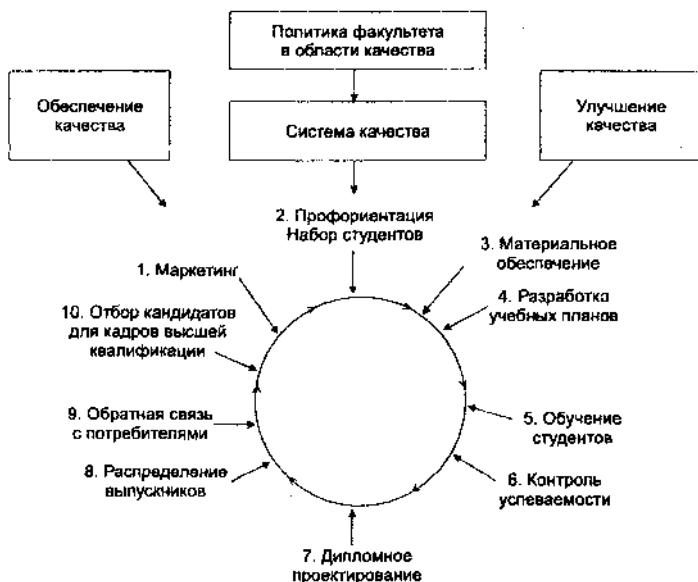 Политика факультета
в области качества
Обеспечение
качества
Система качества
Улучшение
качества
2. Профориентация
Набор студентов
1. Маркетинг
3. Материальное
обеспечение
10. Отбор кандидатов
для кадров высшей
квалификации
4. Разработка
учебных планов
9. Обратная связь
с потребителями
5. Обучение
студентов
8. Распределение
выпускников
6. Контроль
успеваемости
7. Дипломное
проектирование